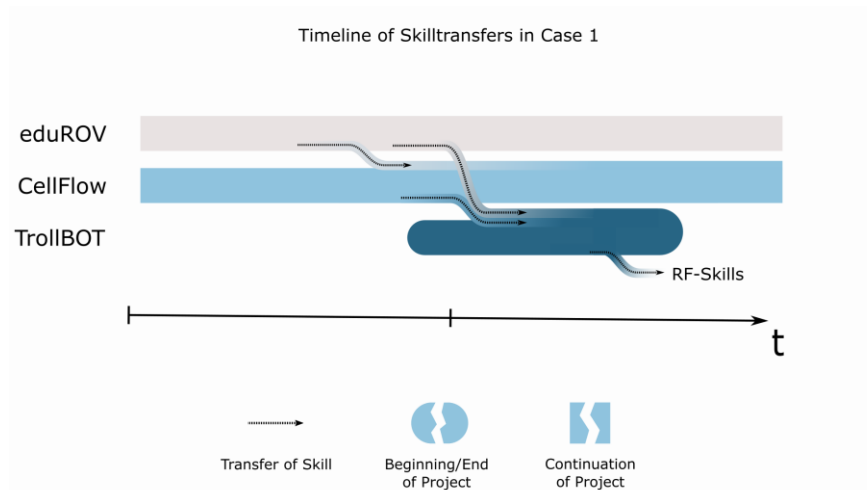 Timeline of Skilltransfers in Case 1
eduROV
CellFlow
TrollBOT
RF-Skills
t
Transfer of Skill
Beginning/End
of Project
Continuation
of Project